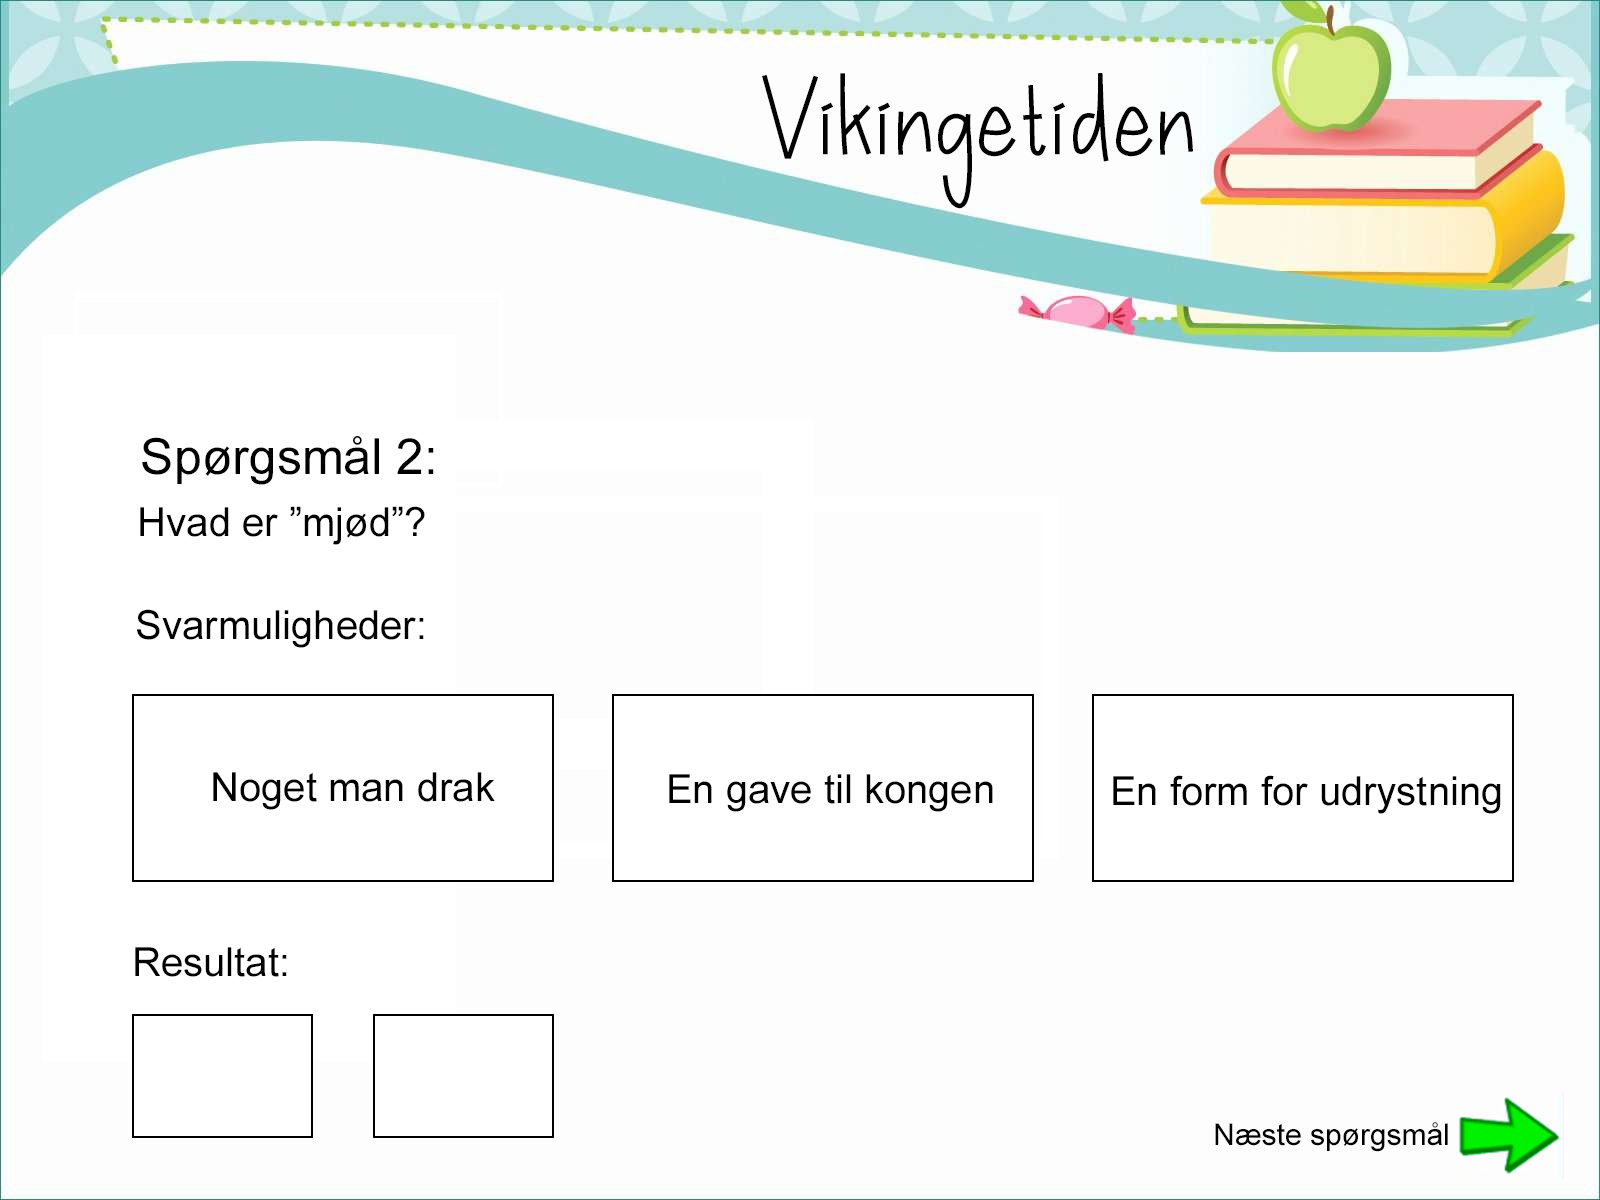 Vikingetiden
Spørgsmål 2:
Hvad er ”mjød”?
Svarmuligheder:
Noget man drak
En gave til kongen
En form for udrystning
Resultat:
Næste spørgsmål